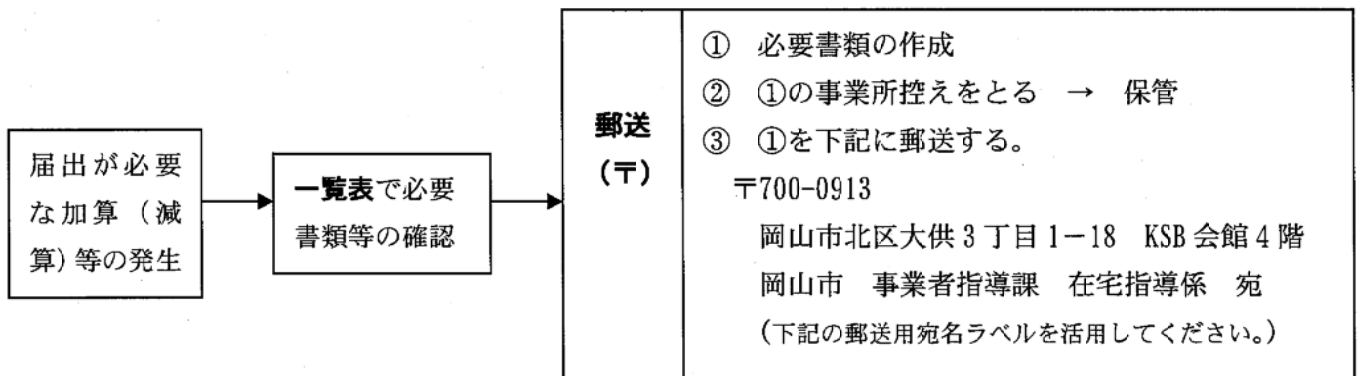 届出が必要
な加算（減
算）等の発生
一覧表で必要
書類等の確認
郵送
（〒）
① 必要書類の作成
② ①の事業所控えをとる → 保管
③ ①を下記に郵送する。
〒700-0913
岡山市北区大供3丁目1－18 KSB会館4階
岡山市 事業者指導課 在宅指導係 宛
（下記の郵送用宛名ラベルを活用してください。）